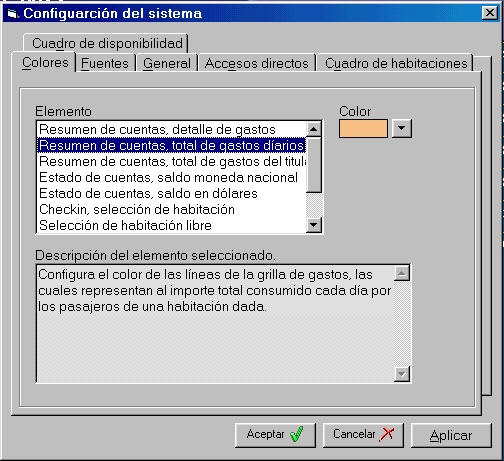 Configuarción del sistema
Cuadro de disponibilidad
Colores Fuentes General Accesos directos Cuadro de habitaciones
Elemento Color
Resumen de cuentas, detalle de gastos
Resumen de cuentas, total de gastos diarios
Resumen de cuentas, total de gastos del titula
Estado de cuentas, saldo moneda nacional
Estado de cuentas, saldo en dólares
Checkin, selección de habitación
Selección de habitación libre
Descripción del elemento seleccionado.
Configura el color de las líneas de la grilla de gastos, las
cuales representan al importe total consumido cada día por
los pasajeros de una habitación dada.
Aceptar Cancelar Aplicar